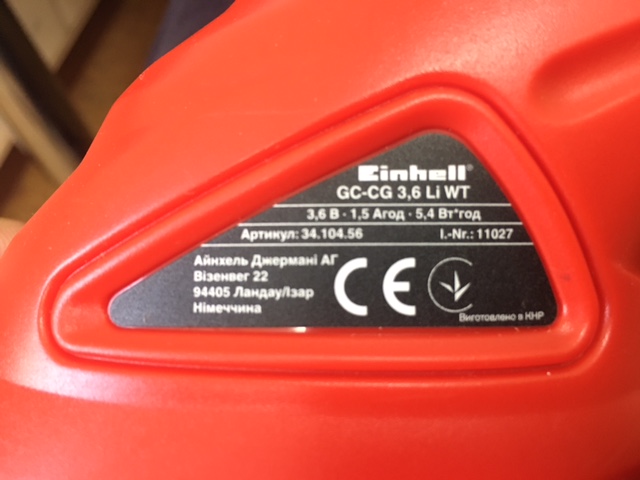 Einhell®
GC-CG 3,6 Li WT
3,6 В · 1,5 Агод · 5,4 Вт*год
Артикул: 34.104.56 I.-Nr.: 11027
Айнхель Джермані АГ
Візенвег 22
94405 Ландау/Ізар
Німеччина
CE
Виготовлено в КНР